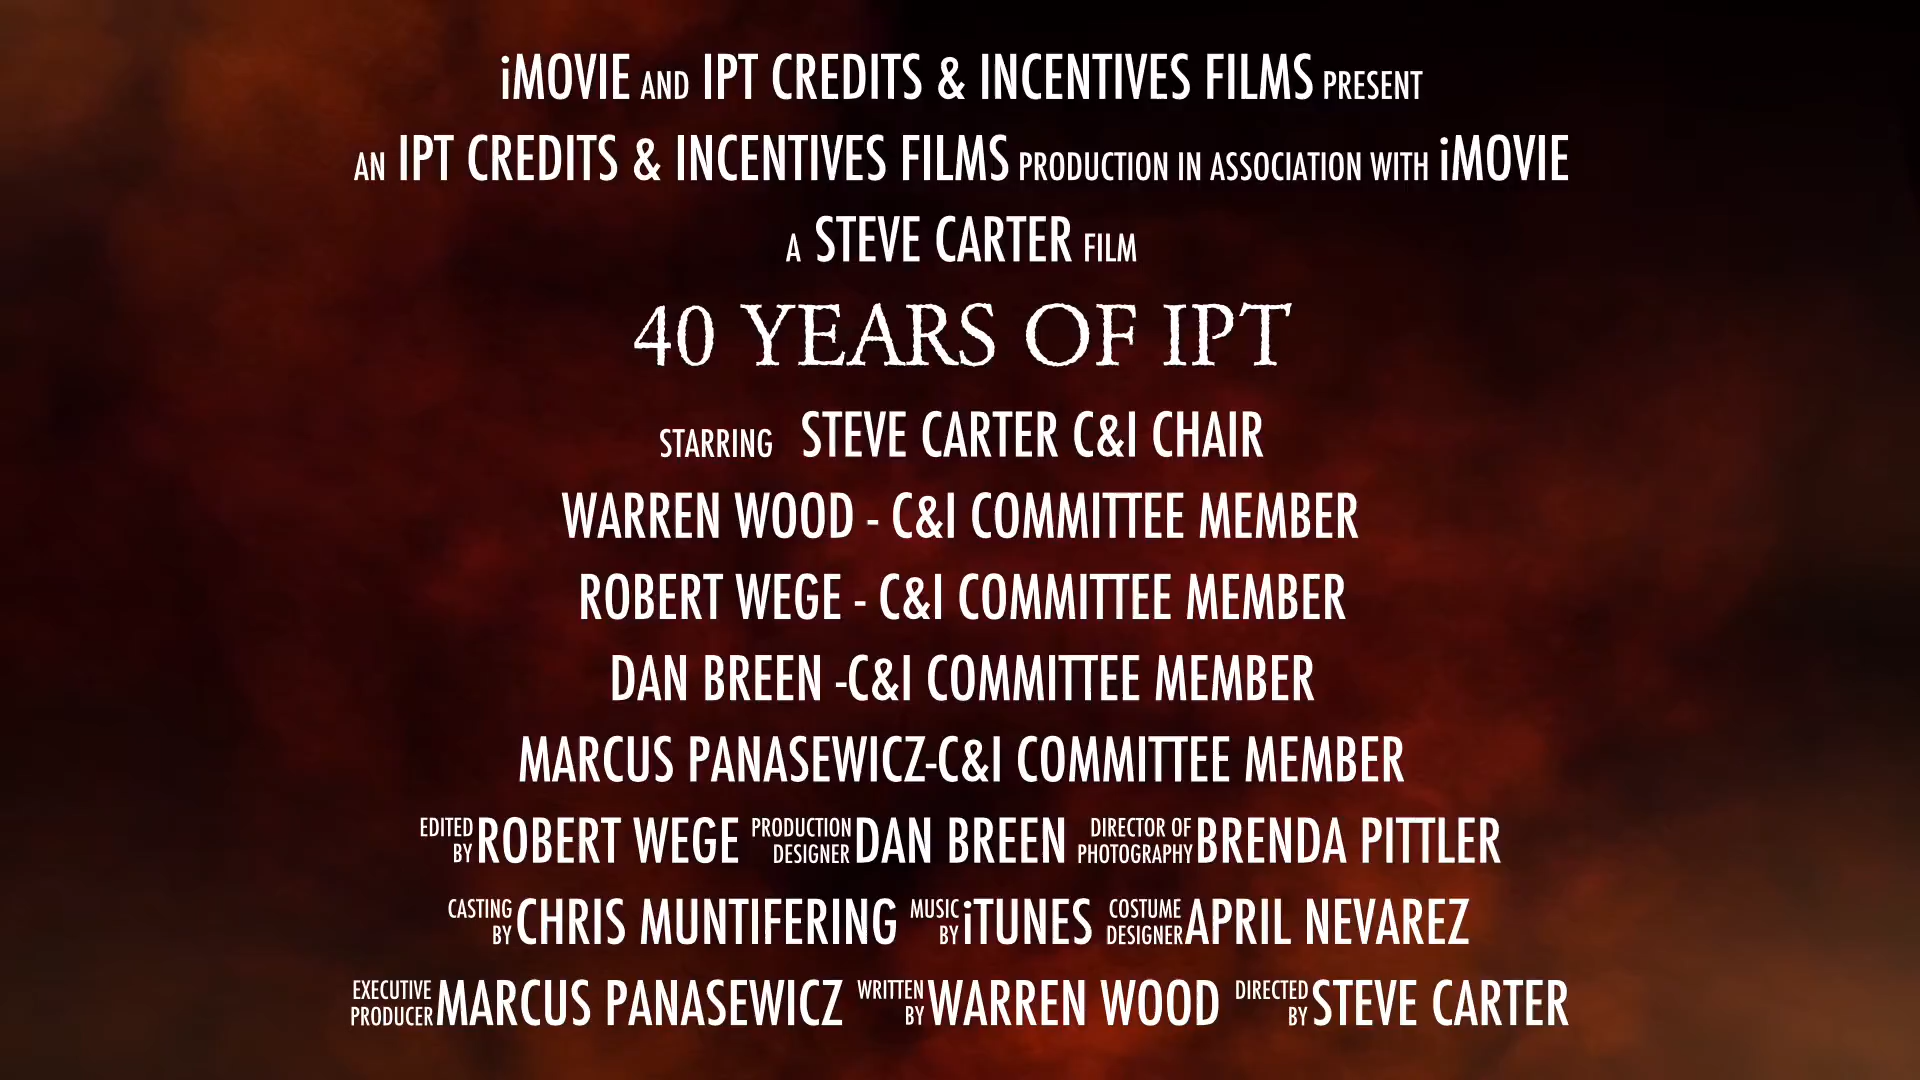 iMOVIE AND IPT CREDITS & INCENTIVES FILMS PRESENT
AN IPT CREDITS & INCENTIVES FILMS PRODUCTION IN ASSOCIATION WITH iMOVIE
A STEVE CARTER FILM
40 YEARS OF IPT
STARRING STEVE CARTER C&I CHAIR
WARREN WOOD - C&I COMMITTEE MEMBER
ROBERT WEGE - C&I COMMITTEE MEMBER
DAN BREEN -C&I COMMITTEE MEMBER
MARCUS PANASEWICZ-C&I COMMITTEE MEMBER
EDITED BY ROBERT WEGE PRODUCTION DESIGNER DAN BREEN DIRECTOR OF PHOTOGRAPHY BRENDA PITTLER
CASTING BY CHRIS MUNTIFERING MUSIC BY iTUNES COSTUME DESIGNER APRIL NEVAREZ
EXECUTIVE PRODUCER MARCUS PANASEWICZ WRITTEN BY WARREN WOOD DIRECTED BY STEVE CARTER